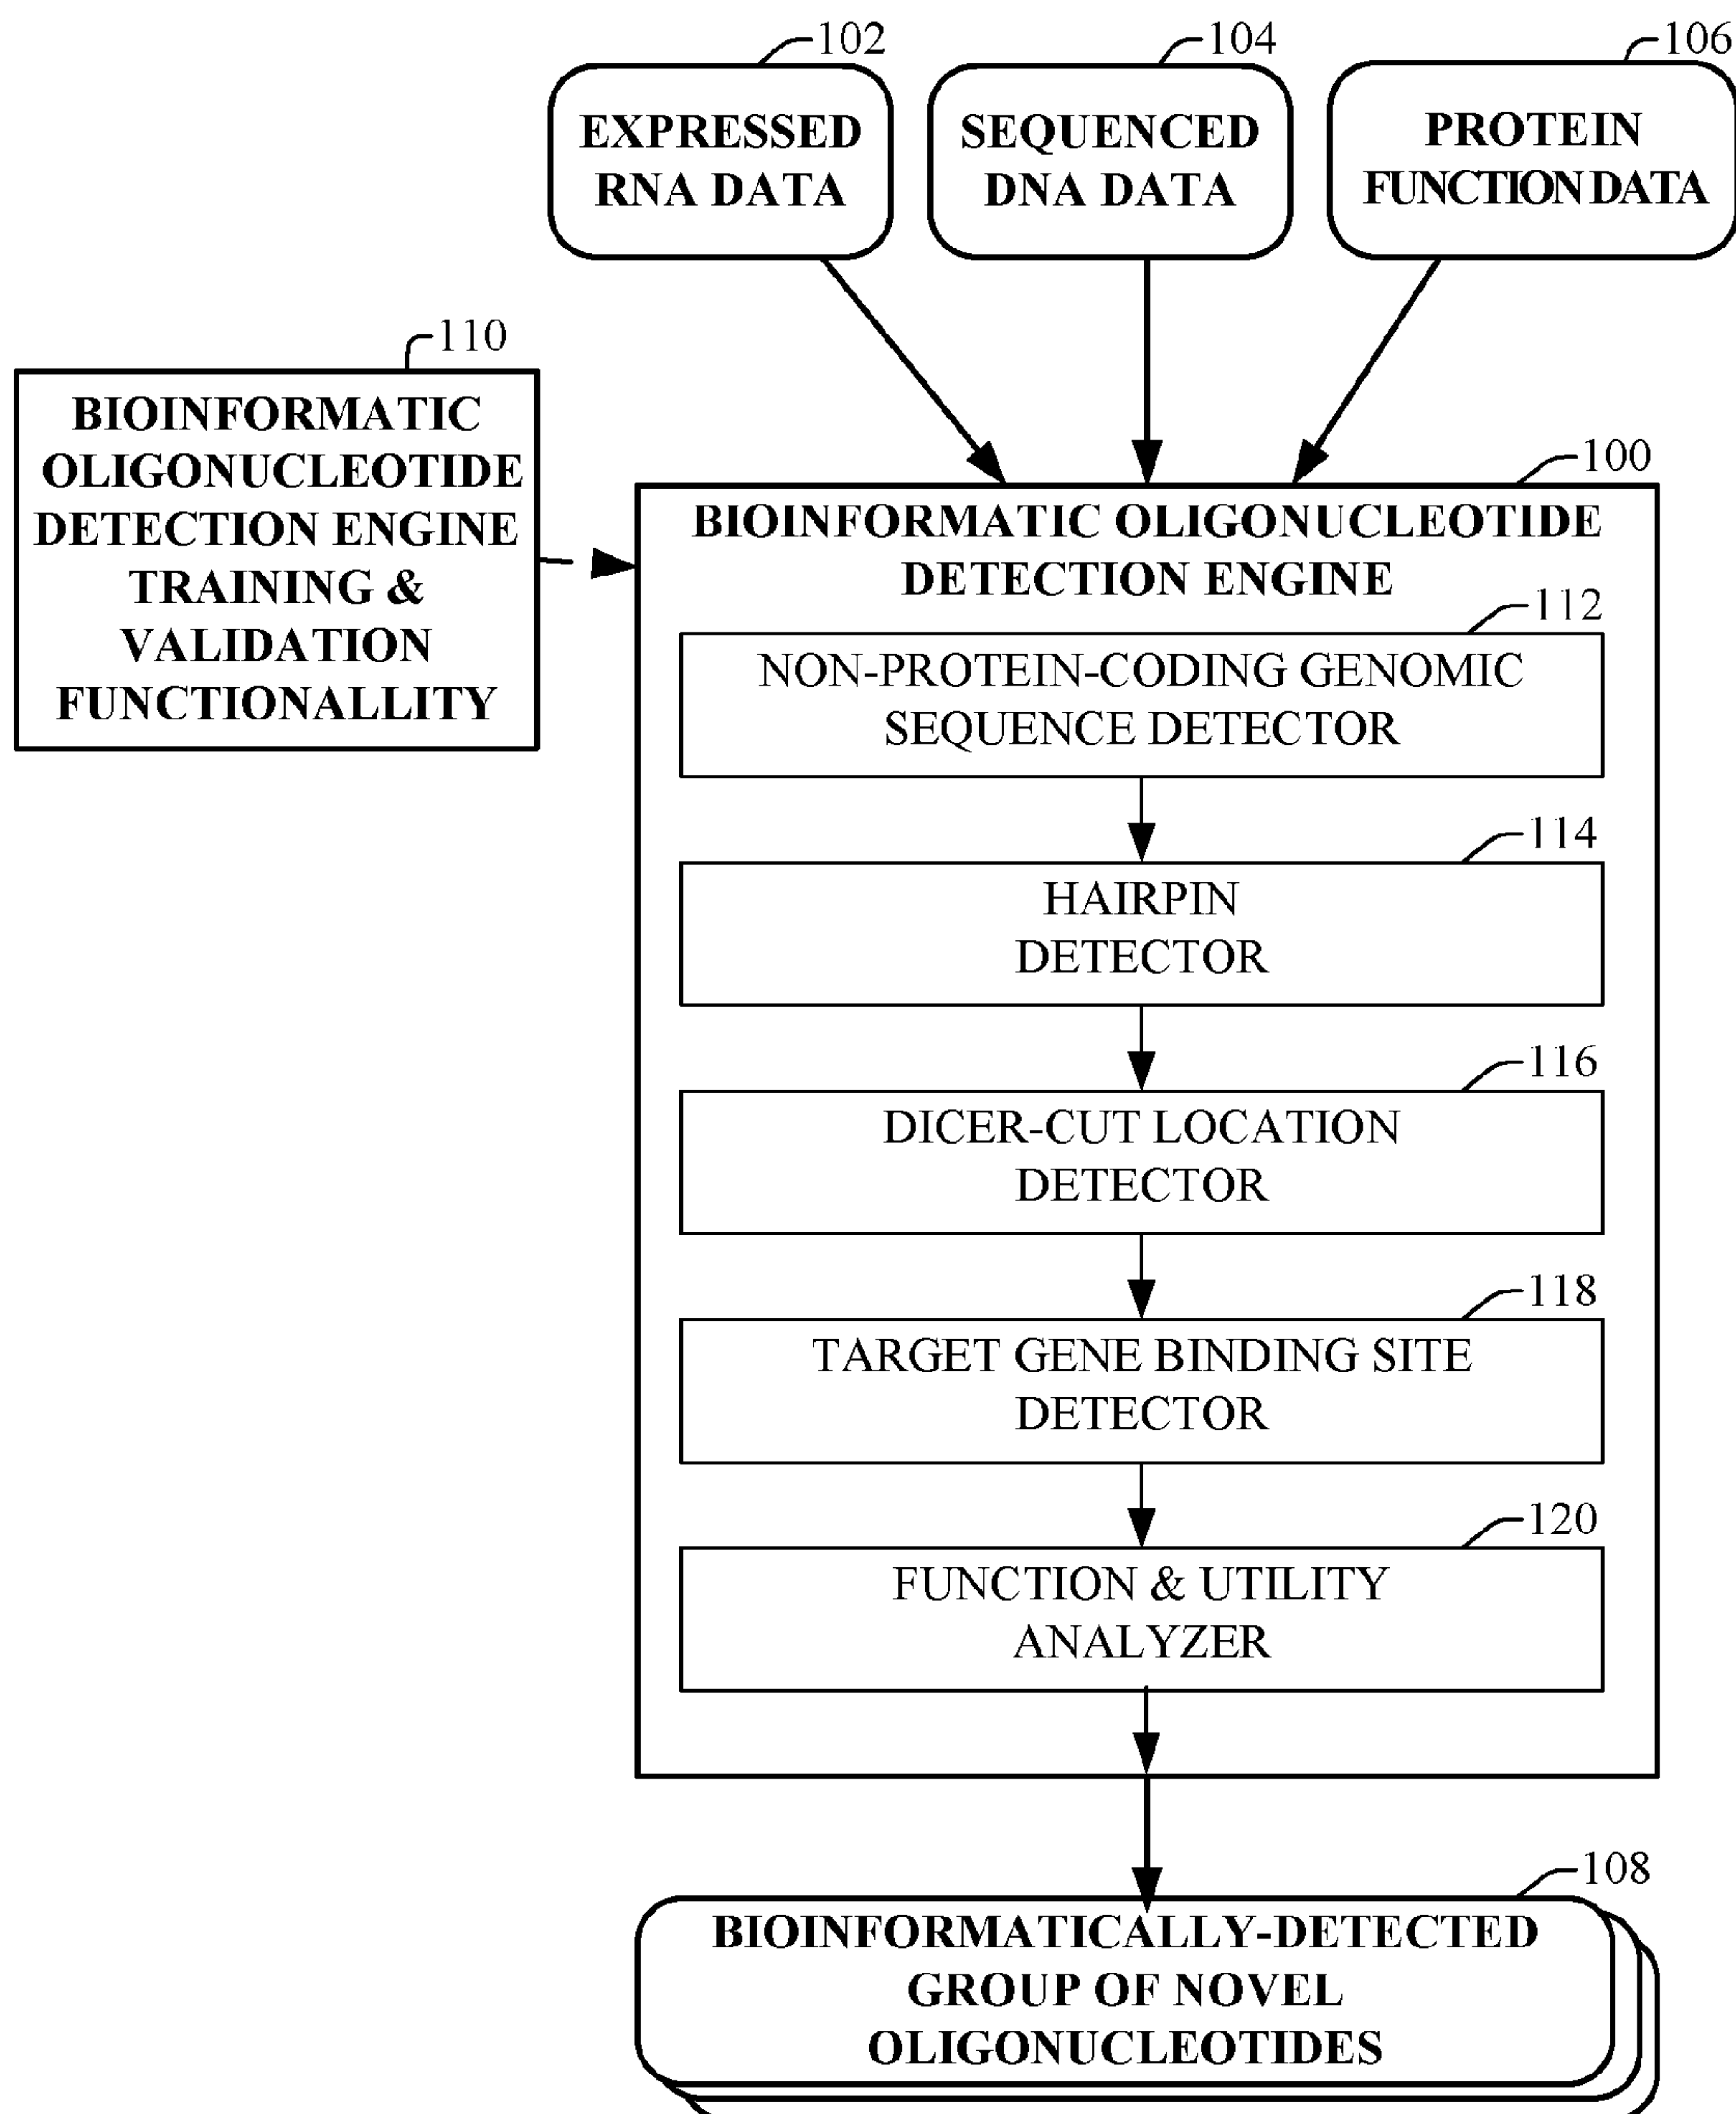 102
104
106
EXPRESSED
RNA DATA
SEQUENCED
DNA DATA
PROTEIN
FUNCTION DATA
110
BIOINFORMATIC
OLIGONUCLEOTIDE
DETECTION ENGINE
TRAINING &
VALIDATION
FUNCTIONALLITY
100
BIOINFORMATIC OLIGONUCLEOTIDE
DETECTION ENGINE
112
NON-PROTEIN-CODING GENOMIC
SEQUENCE DETECTOR
114
HAIRPIN
DETECTOR
116
DICER-CUT LOCATION
DETECTOR
118
TARGET GENE BINDING SITE
DETECTOR
120
FUNCTION & UTILITY
ANALYZER
108
BIOINFORMATICALLY-DETECTED
GROUP OF NOVEL
OLIGONUCLEOTIDES